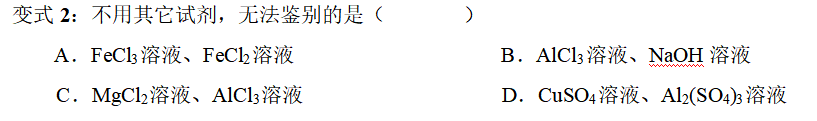 变式 2：不用其它试剂，无法鉴别的是（ ）
A．FeCl₃溶液、FeCl₂溶液 B．AlCl₃溶液、NaOH 溶液
C．MgCl₂溶液、AlCl₃溶液 D．CuSO₄溶液、Al₂(SO₄)₃溶液